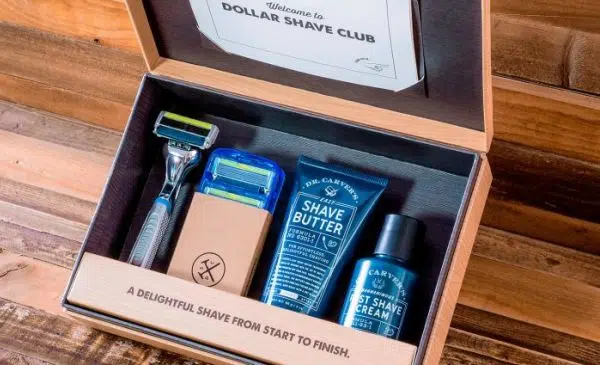 Welcome to
DOLLAR SHAVE CLUB
DR. CARVER'S
EASY
SHAVE
BUTTER
FORMULA
CARVER'S
POST SHAVE
CREAM
A DELIGHTFUL SHAVE FROM START TO FINISH.